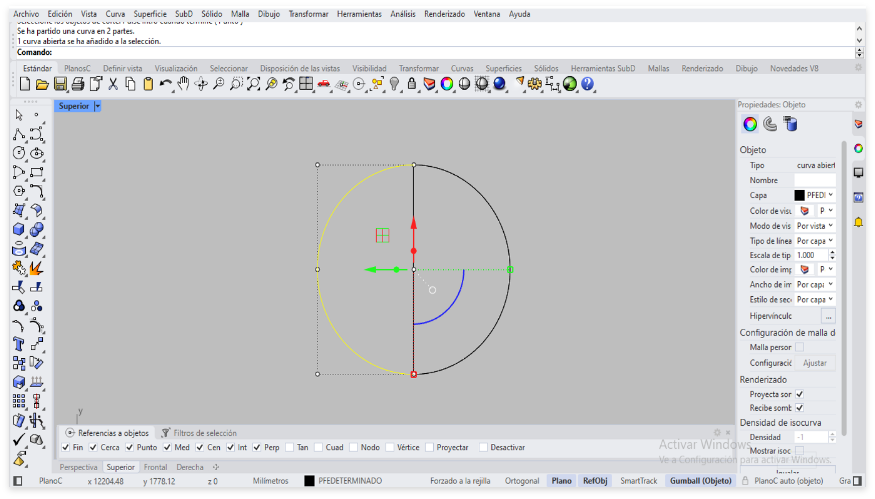 Archivo Edición Vista Curva Superficie SubD Sólido Malla Dibujo Transformar Herramientas Análisis Renderizado Ventana Ayuda
Se ha partido una curva en 2 partes.
1 curva abierta se ha añadido a la selección.
Comando:
Estándar PlanosC Definir vista Visualización Seleccionar Disposición de las vistas Visibilidad Transformar Curvas Superficies Sólidos Herramientas SubD Mallas Renderizado Dibujo Novedades V8
Superior
Propiedades: Objeto
Objeto
Tipo curva abiert
Nombre
Capa PFEDI
Color de visu P
Modo de vis Por vista
Tipo de línea Por capa
Escala de tip 1.000
Color de imp P
Ancho de im Por capa
Estilo de sec Por capa
Hipervínculc ...
Configuración de malla d
Malla person
Configuració Ajustar
Renderizado
Proyecta son
Recibe somb
Densidad de isocurva
Densidad -1
Mostrar isoc
y
Referencias a objetos Filtros de selección
Fin Cerca Punto Med Cen Int Perp Tan Cuad Nodo Vértice Proyectar Desactivar
Activar Windows
Ve a Configuración para activar Windows.
Perspectiva Superior Frontal Derecha
PlanoC x 12204.48 y 1778.12 z 0 Milímetros PFEDETERMINADO Forzado a la rejilla Ortogonal Plano RefObj SmartTrack Gumball (Objeto) PlanoC auto (objeto) Gra